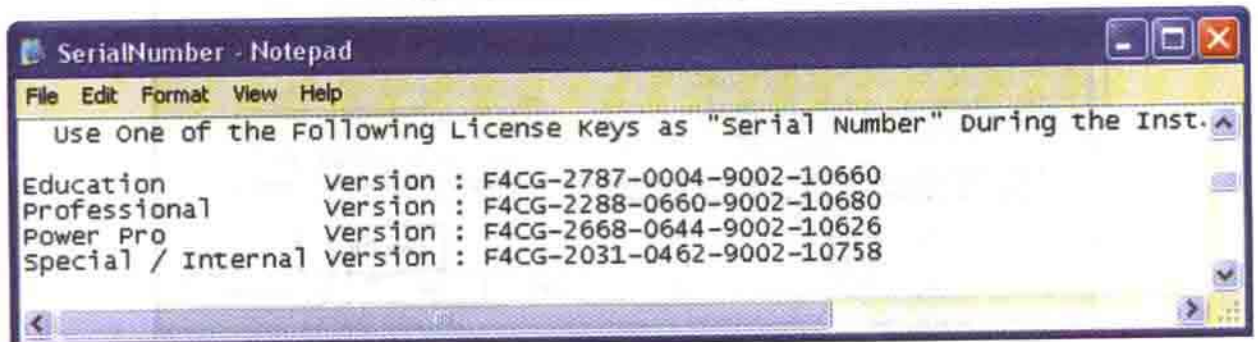 SerialNumber - Notepad
File Edit Format View Help
Use One of the Following License Keys as "Serial Number" During the Inst.
Education Version : F4CG-2787-0004-9002-10660
Professional Version : F4CG-2288-0660-9002-10680
Power Pro Version : F4CG-2668-0644-9002-10626
Special / Internal Version : F4CG-2031-0462-9002-10758